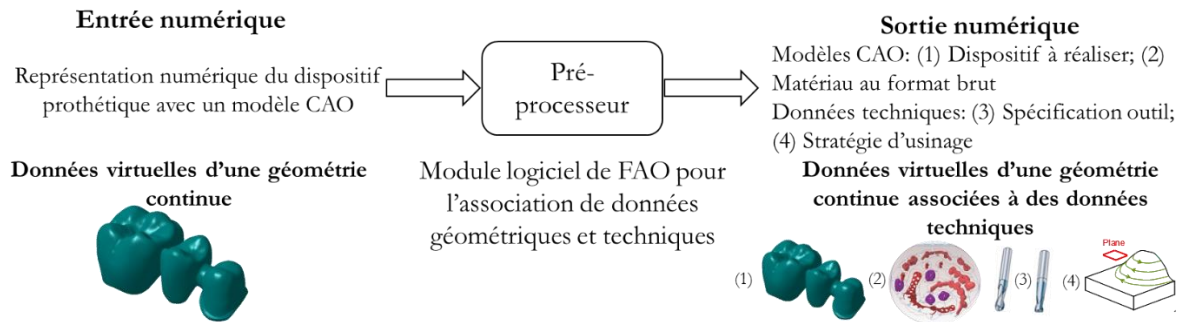 Entrée numérique
Représentation numérique du dispositif
prothétique avec un modèle CAO
Données virtuelles d'une géométrie
continue
Pré-
processeur
Module logiciel de FAO pour
l'association de données
géométriques et techniques
Sortie numérique
Modèles CAO: (1) Dispositif à réaliser; (2)
Matériau au format brut
Données techniques: (3) Spécification outil;
(4) Stratégie d'usinage
Données virtuelles d'une géométrie
continue associées à des données
techniques
(1)
(2)
(3)
(4)
Plane